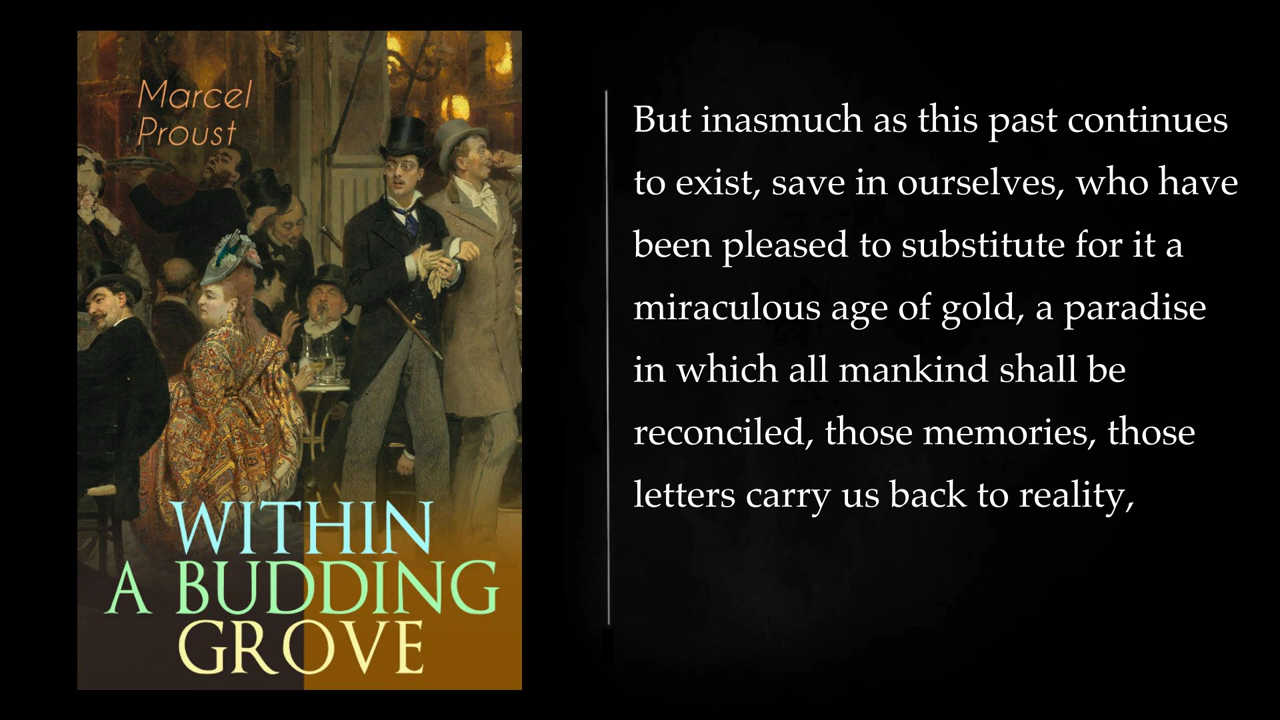 Marcel
Proust
WITHIN
A BUDDING
GROVE
But inasmuch as this past continues
to exist, save in ourselves, who have
been pleased to substitute for it a
miraculous age of gold, a paradise
in which all mankind shall be
reconciled, those memories, those
letters carry us back to reality,